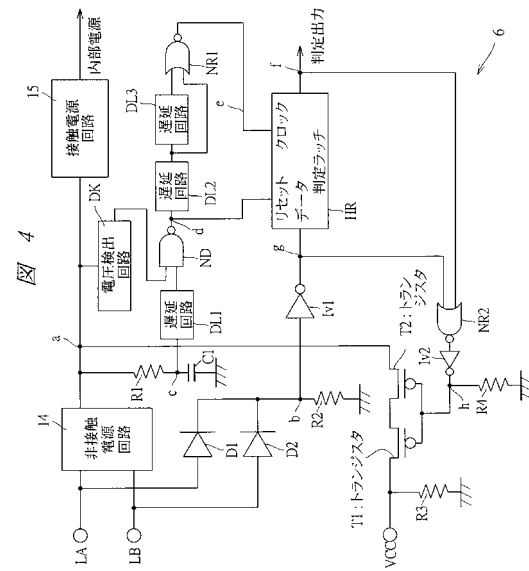 図 4
LA
LB
VCC
14
非接触
電源
回路
a
15
接触電源
回路
内部電源
DK
電圧検出
回路
R1
c
C1
DL1
遅延
回路
ND
d
DL2
遅延
回路
DL3
遅延
回路
NR1
e
D1
D2
b
R2
Iv1
g
リセット クロック
データ
判定ラッチ
HR
f
判定出力
T1:トランジスタ
T2:トラン
ジスタ
R3
NR2
Iv2
h
R4
6